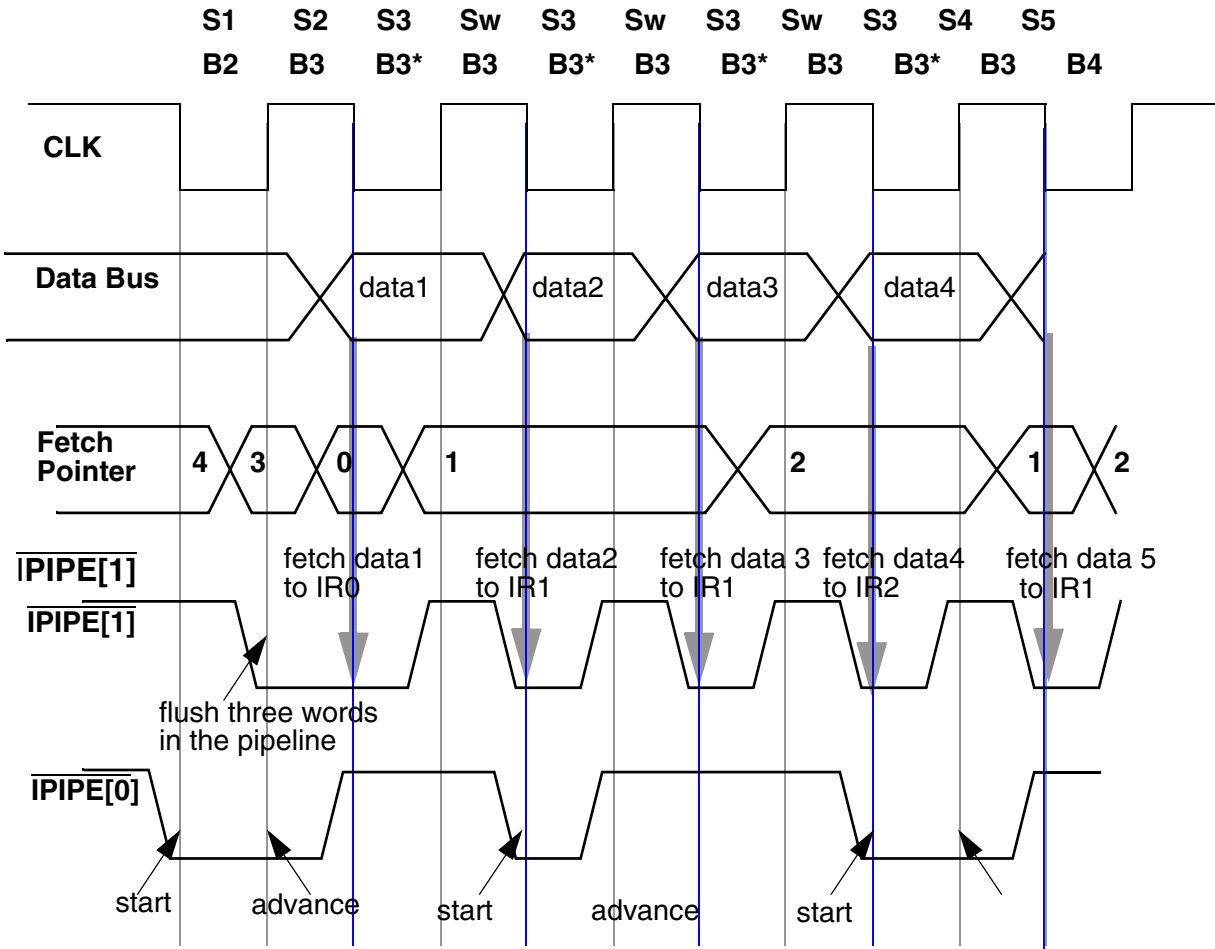 S1 S2 S3 Sw S3 Sw S3 Sw S3 S4 S5
B2 B3 B3* B3 B3* B3 B3* B3 B3* B3 B4
CLK
Data Bus
data1 data2 data3 data4
Fetch
Pointer
4 3 0 1 2 1 2
IPIPE[1]
fetch data1
to IR0
fetch data2
to IR1
fetch data 3
to IR1
fetch data4
to IR2
fetch data 5
to IR1
IPIPE[1]
flush three words
in the pipeline
IPIPE[0]
start advance start advance start